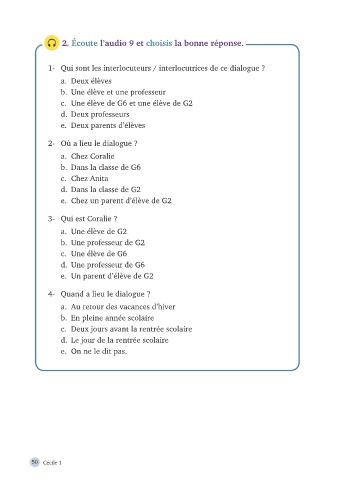 2. Écoute l'audio 9 et choisis la bonne réponse.
1- Qui sont les interlocuteurs / interlocutrices de ce dialogue ?
a. Deux élèves
b. Une élève et une professeur
c. Une élève de G6 et une élève de G2
d. Deux professeurs
e. Deux parents d'élèves
2- Où a lieu le dialogue ?
a. Chez Coralie
b. Dans la classe de G6
c. Chez Anita
d. Dans la classe de G2
e. Chez un parent d'élève de G2
3- Qui est Coralie ?
a. Une élève de G2
b. Une professeur de G2
c. Une élève de G6
d. Une professeur de G6
e. Un parent d'élève de G2
4- Quand a lieu le dialogue ?
a. Au retour des vacances d'hiver
b. En pleine année scolaire
c. Deux jours avant la rentrée scolaire
d. Le jour de la rentrée scolaire
e. On ne le dit pas.
50 Cécile 1